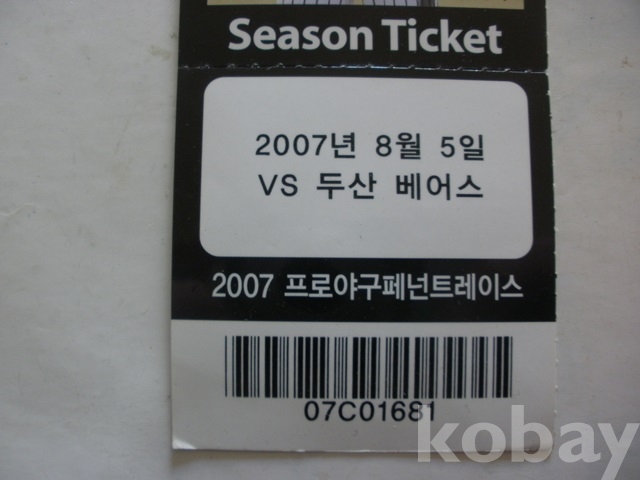 Season Ticket
2007년 8월 5일
VS 두산 베어스
2007 프로야구페넌트레이스
07C01681
kobay